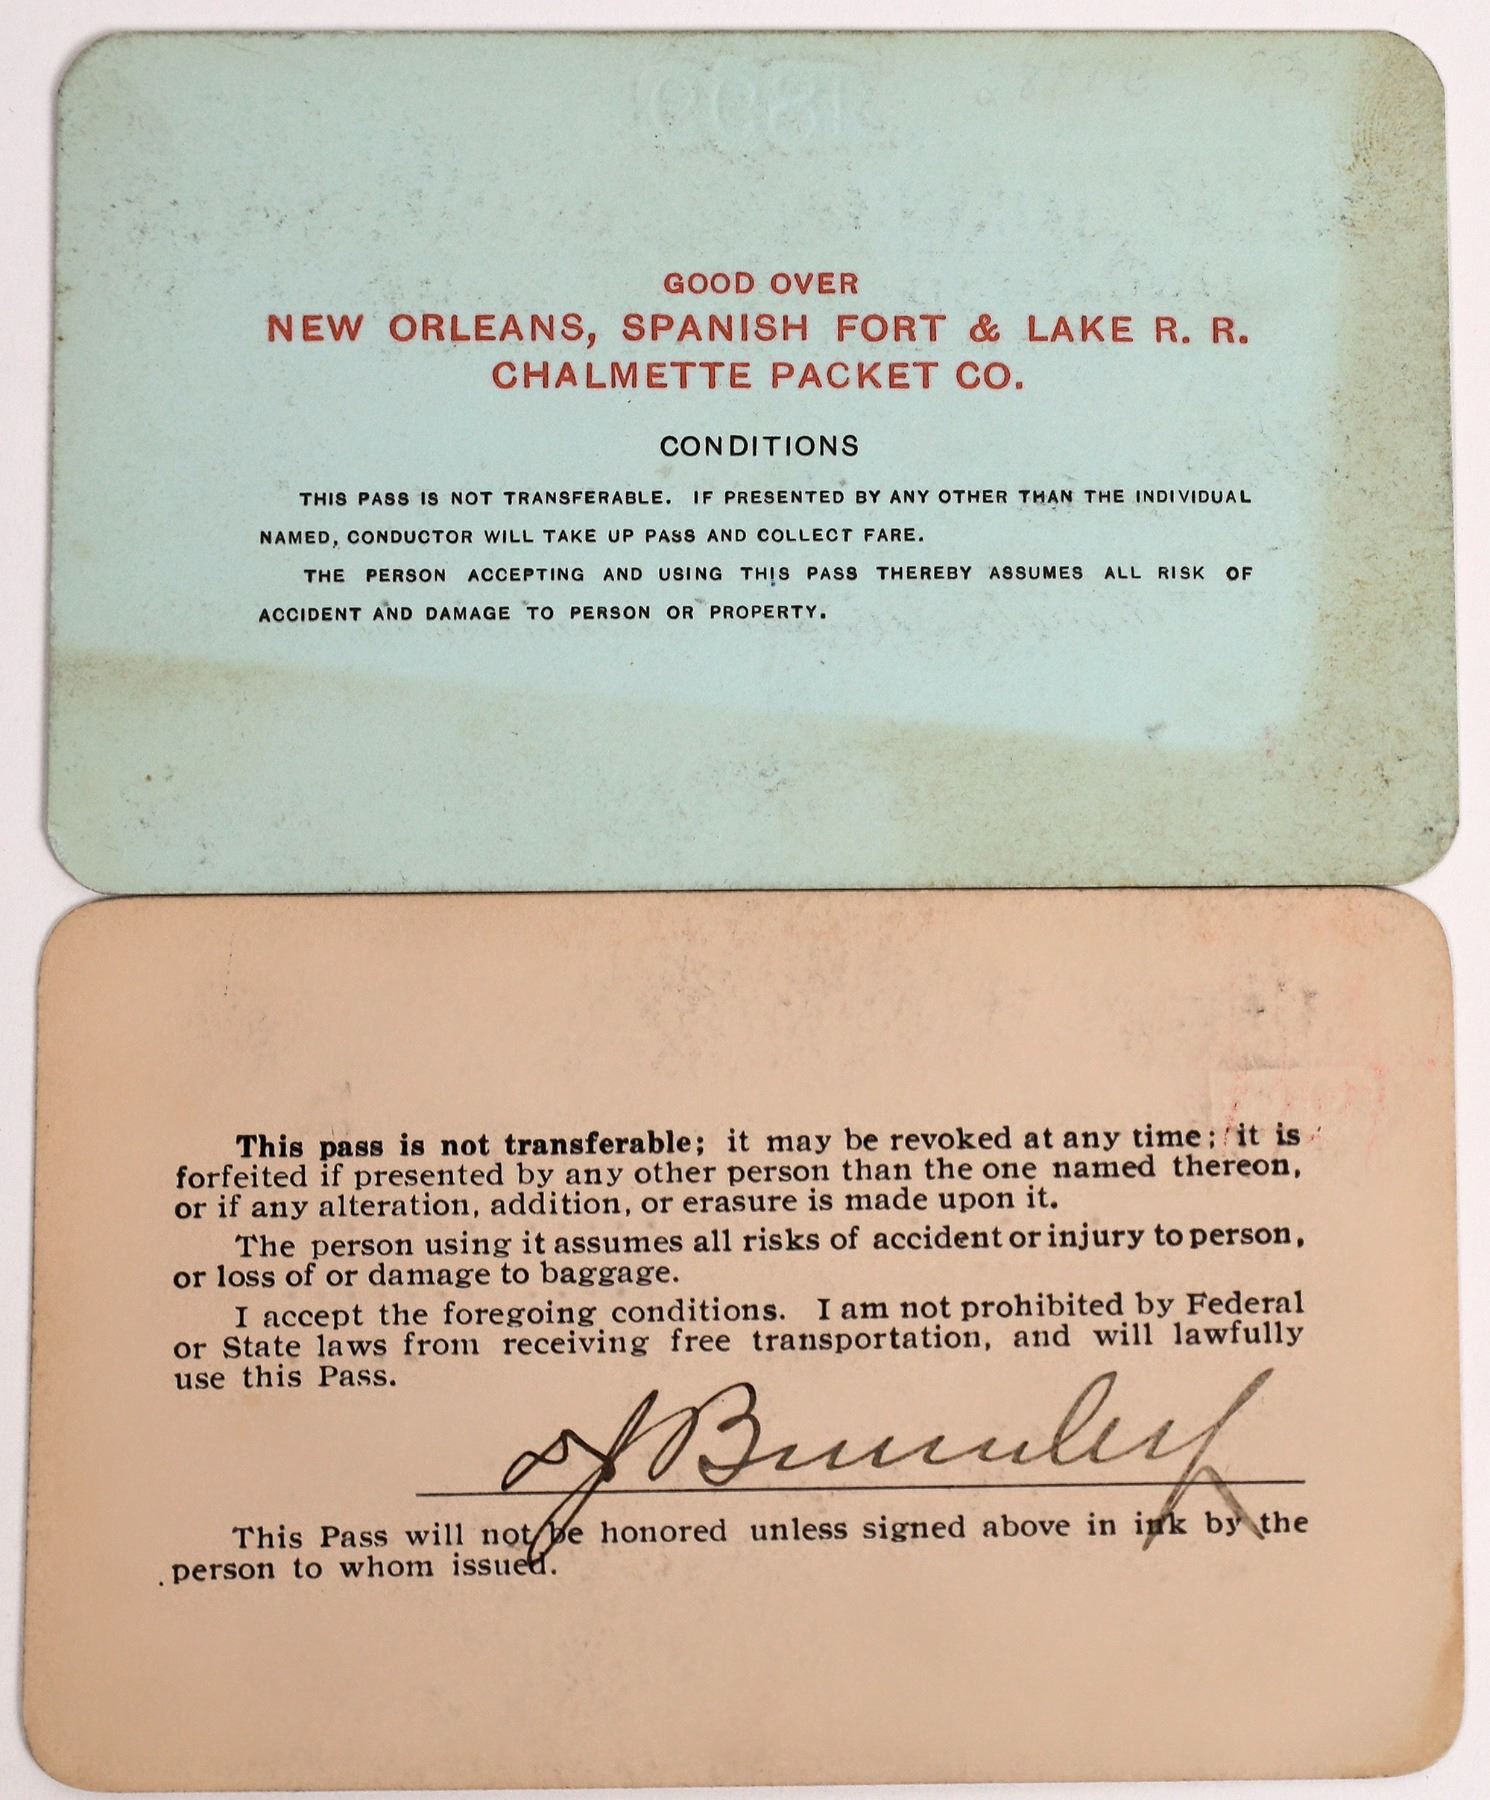 GOOD OVER
NEW ORLEANS, SPANISH FORT & LAKE R. R.
CHALMETTE PACKET CO.
CONDITIONS
THIS PASS IS NOT TRANSFERABLE. IF PRESENTED BY ANY OTHER THAN THE INDIVIDUAL
NAMED, CONDUCTOR WILL TAKE UP PASS AND COLLECT FARE.
THE PERSON ACCEPTING AND USING THIS PASS THEREBY ASSUMES ALL RISK OF
ACCIDENT AND DAMAGE TO PERSON OR PROPERTY.
This pass is not transferable; it may be revoked at any time; it is
forfeited if presented by any other person than the one named thereon,
or if any alteration, addition, or erasure is made upon it.
The person using it assumes all risks of accident or injury to person,
or loss of or damage to baggage.
I accept the foregoing conditions. I am not prohibited by Federal
or State laws from receiving free transportation, and will lawfully
use this Pass.
This Pass will not be honored unless signed above in ink by the
person to whom issued.